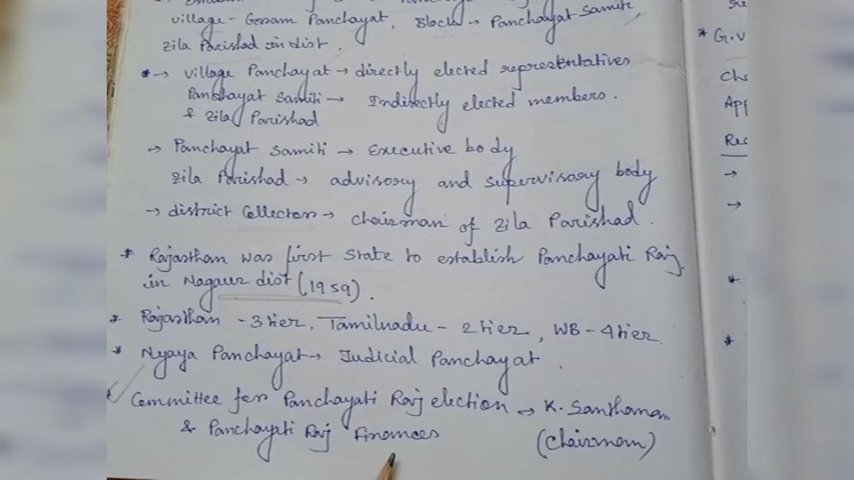 village - Geram Panchayat, Blocks → Panchayat Samiti
Zila Parishad in dist.
* → village Panchayat → directly elected representatives
Panchayat Samiti → Indirectly elected members.
& Zila Parishad
→ Panchayat Samiti → Executive body
Zila Parishad → advisory and supervisory body
→ district Collector → Chairman of Zila Parishad.
* Rajasthan was first State to establish Panchayati Raj
in Nagaur dist (1959).
* Rajasthan - 3 tier, Tamilnadu - 2 tier, WB - 4 tier
* Nyaya Panchayat → Judicial Panchayat.
Committee for Panchayati Raj election → K. Santhanam
& Panchayati Raj Finances (Chairman)
* G.V
Cha
App
Rec
→
→
*
*